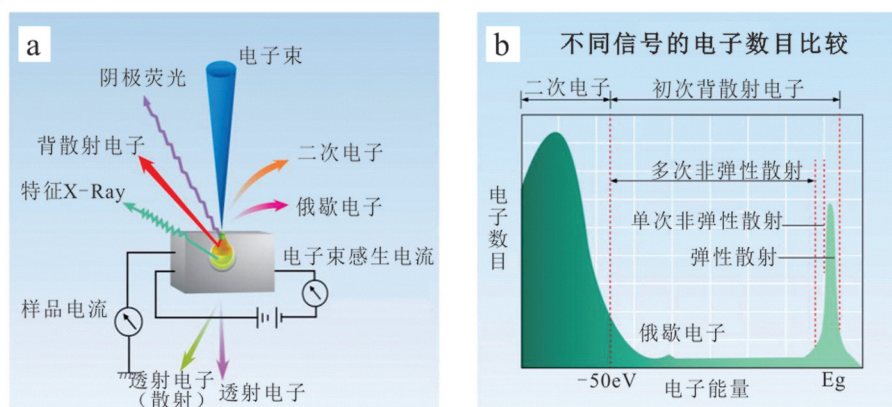 a
电子束
阴极荧光
背散射电子
二次电子
特征X-Ray
俄歇电子
电子束感生电流
样品电流
透射电子
（散射）
透射电子
b
不同信号的电子数目比较
二次电子
初次背散射电子
多次非弹性散射
电子数目
单次非弹性散射
弹性散射
俄歇电子
~50eV
电子能量
Eg